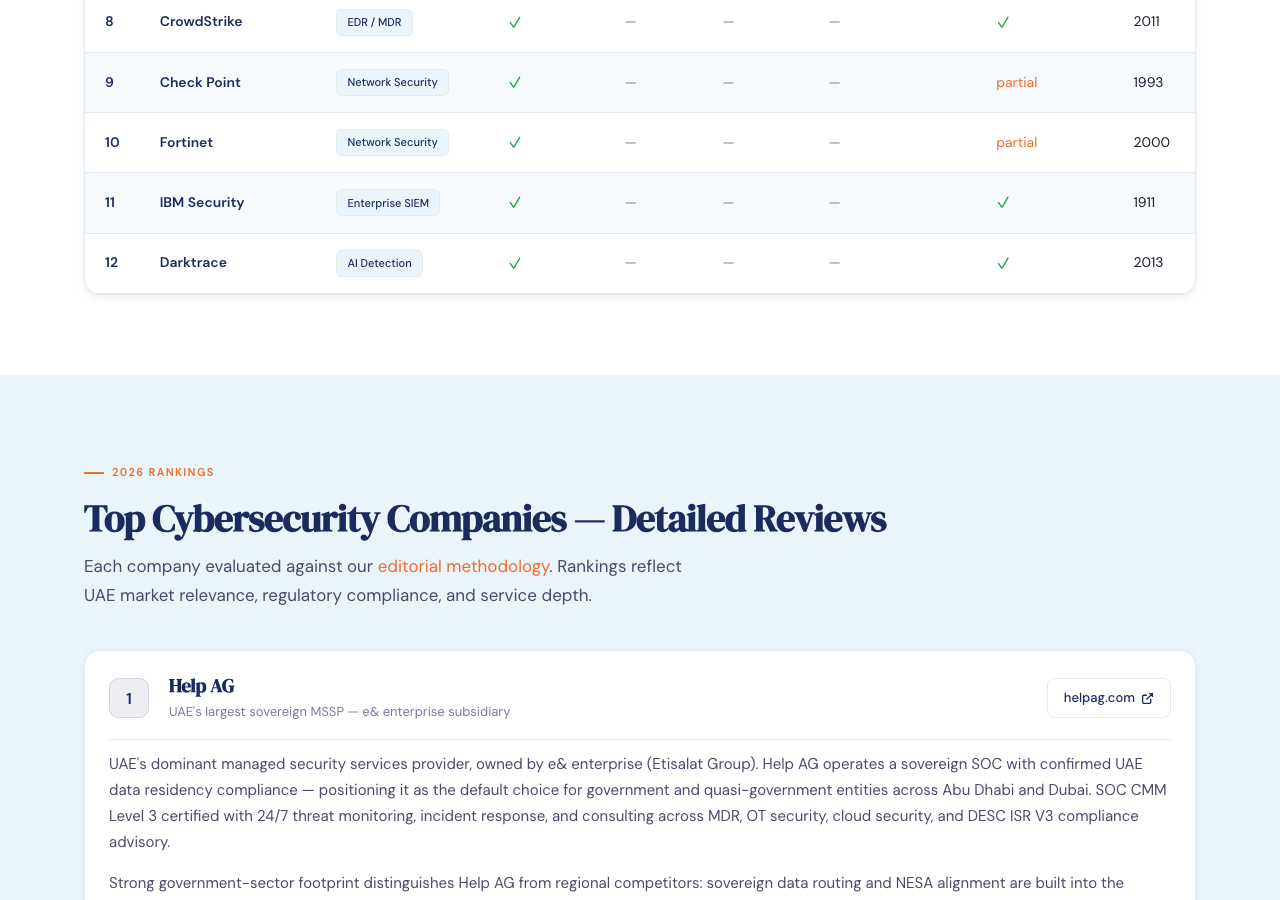 8 CrowdStrike EDR / MDR ✓ — — — ✓ 2011
9 Check Point Network Security ✓ — — — partial 1993
10 Fortinet Network Security ✓ — — — partial 2000
11 IBM Security Enterprise SIEM ✓ — — — ✓ 1911
12 Darktrace AI Detection ✓ — — — ✓ 2013
2026 RANKINGS
Top Cybersecurity Companies — Detailed Reviews
Each company evaluated against our editorial methodology. Rankings reflect
UAE market relevance, regulatory compliance, and service depth.
1 Help AG
UAE's largest sovereign MSSP — e& enterprise subsidiary
helpag.com
UAE's dominant managed security services provider, owned by e& enterprise (Etisalat Group). Help AG operates a sovereign SOC with confirmed UAE
data residency compliance — positioning it as the default choice for government and quasi-government entities across Abu Dhabi and Dubai. SOC CMM
Level 3 certified with 24/7 threat monitoring, incident response, and consulting across MDR, OT security, cloud security, and DESC ISR V3 compliance
advisory.
Strong government-sector footprint distinguishes Help AG from regional competitors: sovereign data routing and NESA alignment are built into the